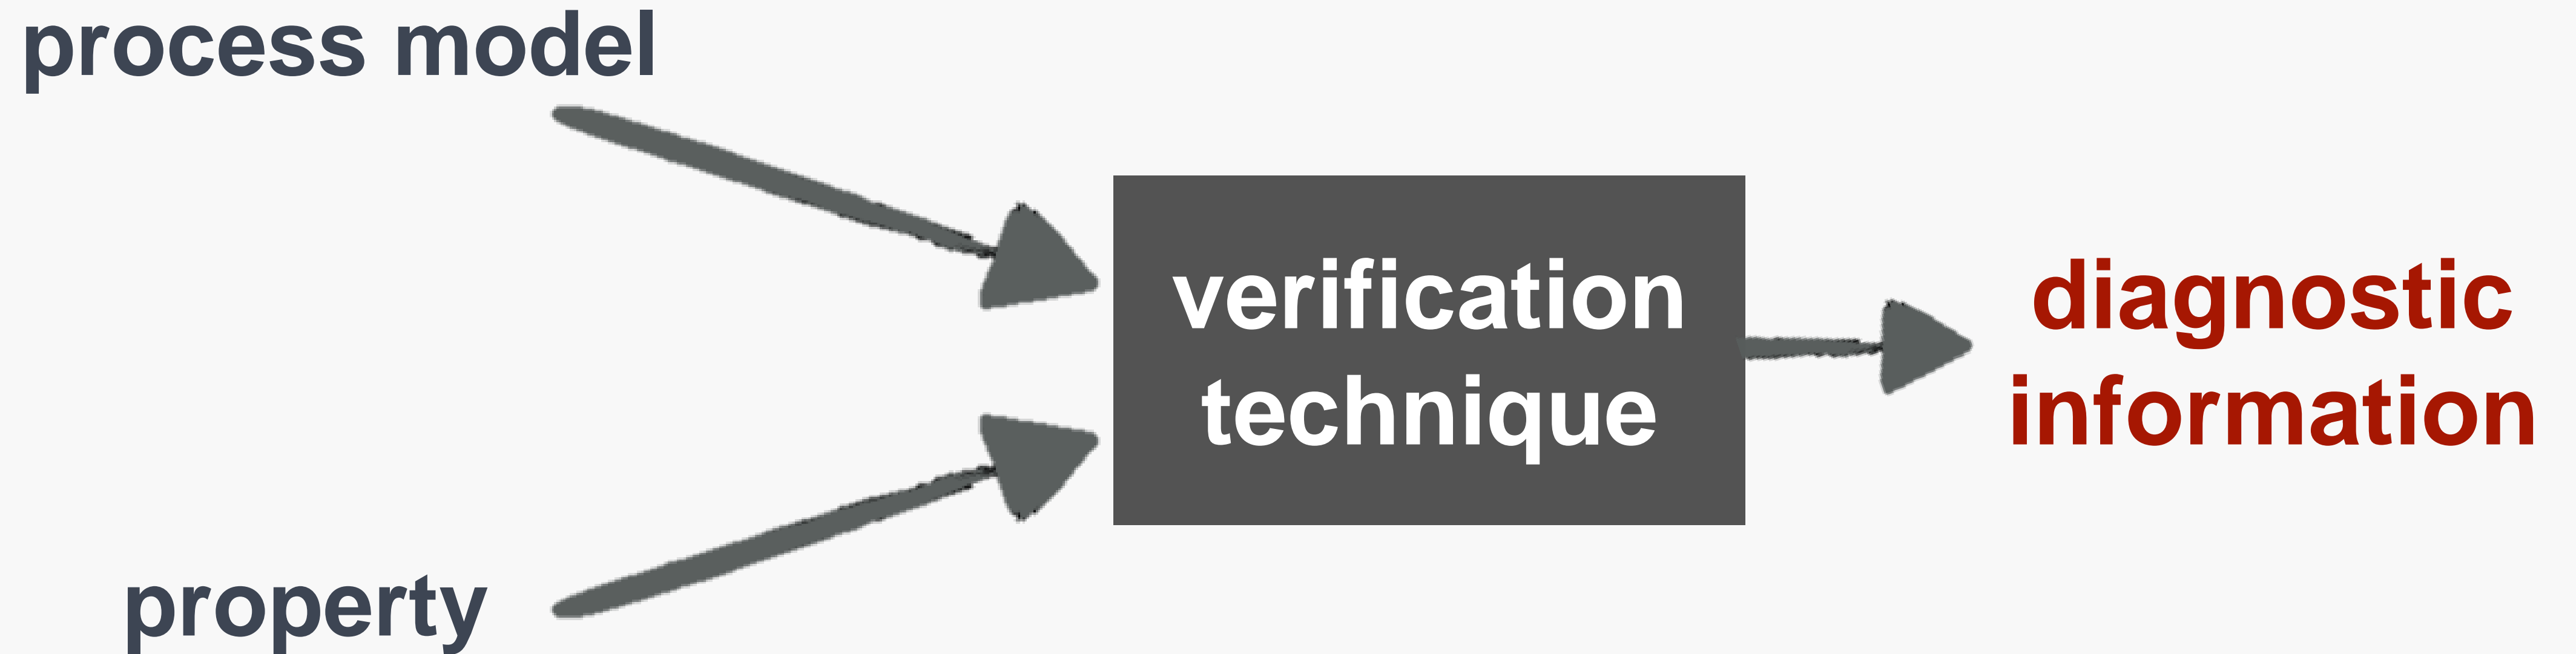 process model
verification
technique
diagnostic
information
property